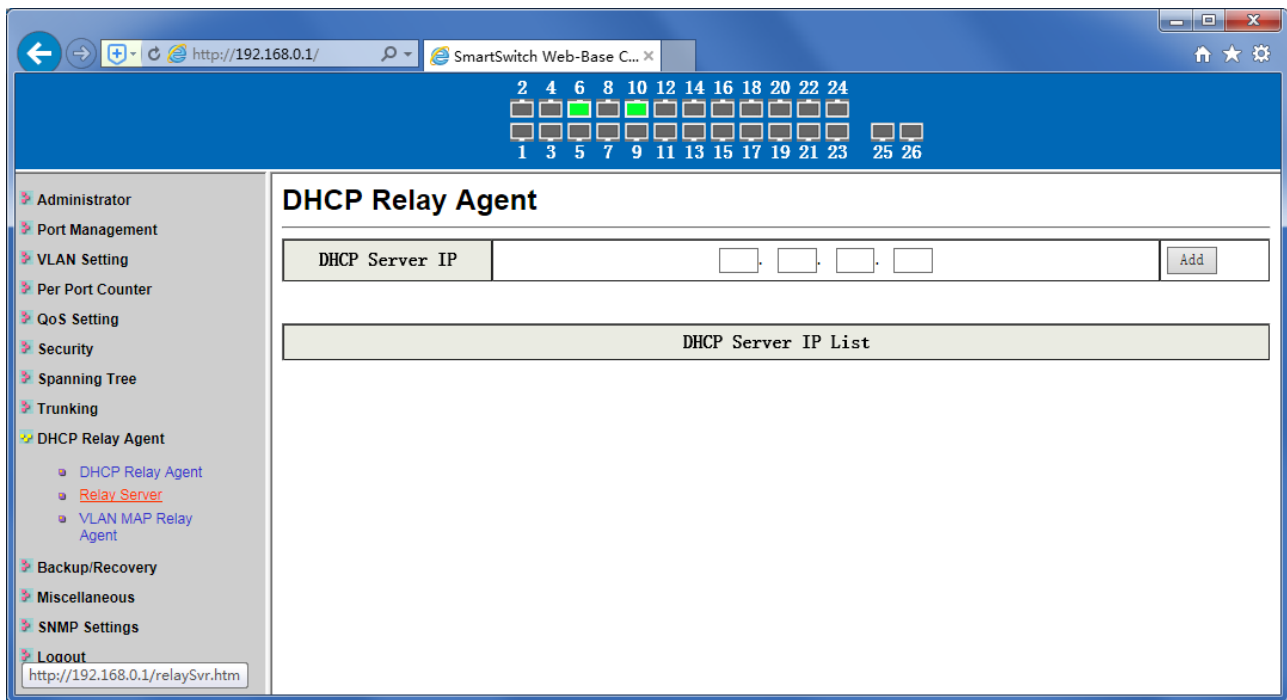 http://192.168.0.1/
SmartSwitch Web-Base C...
2 4 6 8 10 12 14 16 18 20 22 24
1 3 5 7 9 11 13 15 17 19 21 23 25 26
Administrator
Port Management
VLAN Setting
Per Port Counter
QoS Setting
Security
Spanning Tree
Trunking
DHCP Relay Agent
DHCP Relay Agent
Relay Server
VLAN MAP Relay
Agent
Backup/Recovery
Miscellaneous
SNMP Settings
Logout
http://192.168.0.1/relaySvr.htm
DHCP Relay Agent
DHCP Server IP . . . Add
DHCP Server IP List